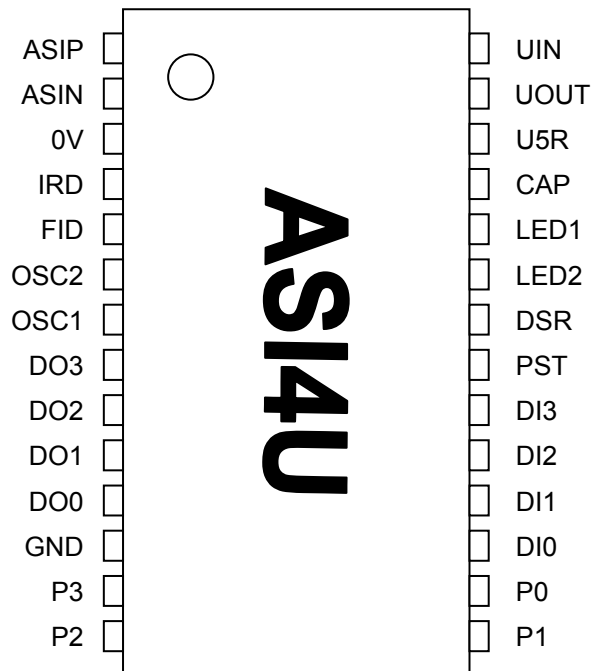 ASIP
ASIN
0V
IRD
FID
OSC2
OSC1
DO3
DO2
DO1
DO0
GND
P3
P2
ASI4U
UIN
UOUT
U5R
CAP
LED1
LED2
DSR
PST
DI3
DI2
DI1
DI0
P0
P1